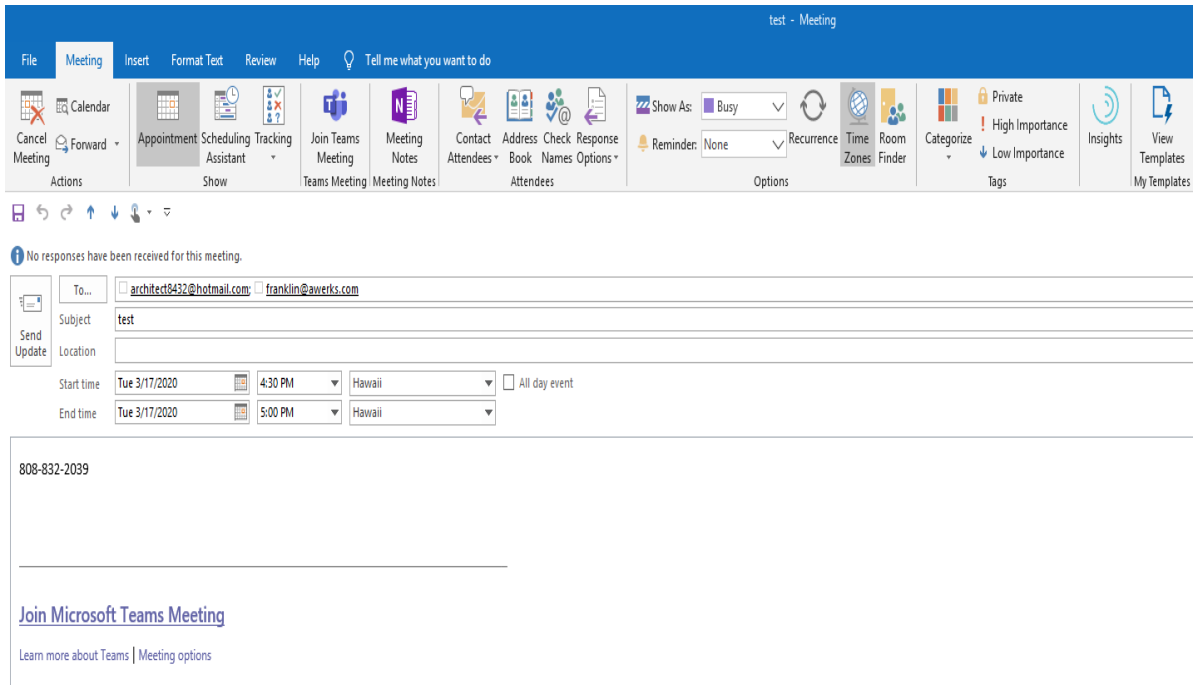 test - Meeting
File Meeting Insert Format Text Review Help Tell me what you want to do
Cancel Meeting
Calendar
Forward
Actions
Appointment
Scheduling Assistant
Tracking
Show
Join Teams Meeting
Teams Meeting
Meeting Notes
Meeting Notes
Contact Attendees
Address Book
Check Names
Response Options
Attendees
Show As: Busy
Reminder: None
Recurrence
Time Zones
Room Finder
Options
Categorize
Private
High Importance
Low Importance
Tags
Insights
View Templates
My Templates
No responses have been received for this meeting.
Send Update
To... architect8432@hotmail.com; franklin@awerks.com
Subject test
Location
Start time Tue 3/17/2020 4:30 PM Hawaii All day event
End time Tue 3/17/2020 5:00 PM Hawaii
808-832-2039
Join Microsoft Teams Meeting
Learn more about Teams | Meeting options